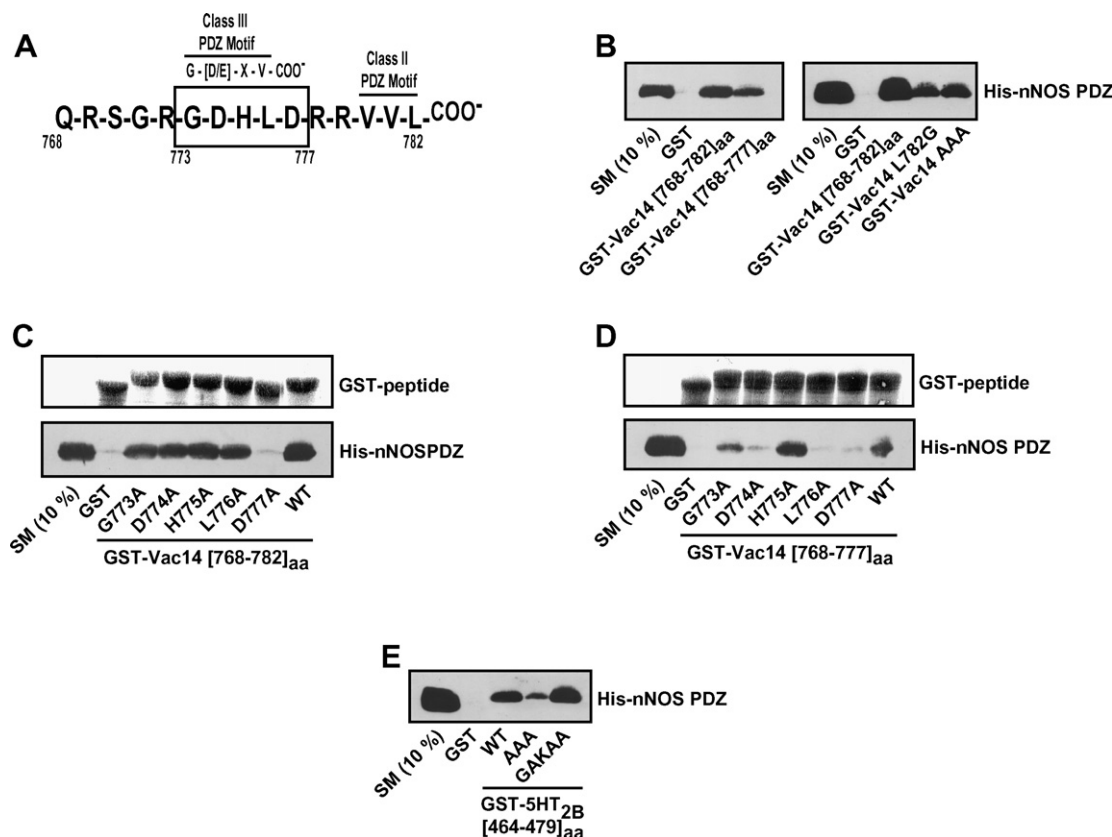 A
Class III
PDZ Motif
G - [D/E] - X - V - COO-
Class II
PDZ Motif
Q-R-S-G-R-G-D-H-L-D-R-R-V-V-L-COO-
768
773
777
782
B
His-nNOS PDZ
SM (10 %)
GST
GST-Vac14 [768-782]aa
GST-Vac14 [768-777]aa
SM (10 %)
GST
GST-Vac14 [768-782]aa
GST-Vac14 L782G
GST-Vac14 AAA
C
GST-peptide
His-nNOSPDZ
SM (10 %)
GST
G773A
D774A
H775A
L776A
D777A
WT
GST-Vac14 [768-782]aa
D
GST-peptide
His-nNOS PDZ
SM (10 %)
GST
G773A
D774A
H775A
L776A
D777A
WT
GST-Vac14 [768-777]aa
E
His-nNOS PDZ
SM (10 %)
GST
WT
AAA
GAKAA
GST-5HT2B
[464-479]aa